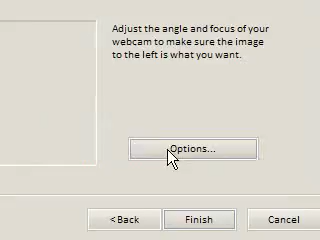 Adjust the angle and focus of your
webcam to make sure the image
to the left is what you want.
Options...
< Back
Finish
Cancel